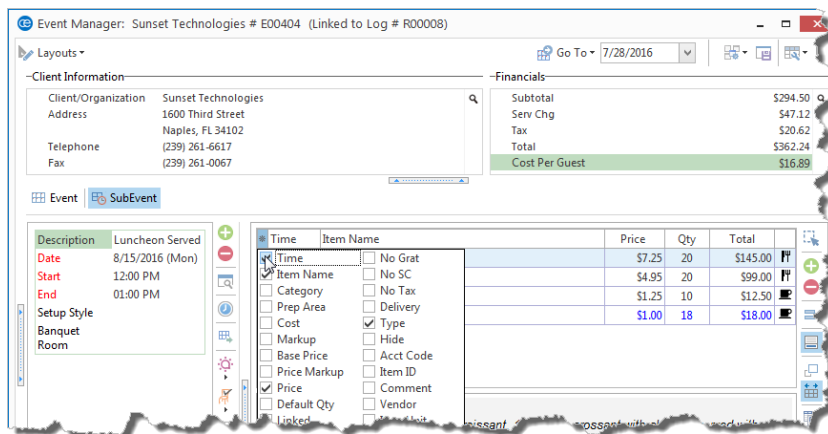 Event Manager: Sunset Technologies # E00404 (Linked to Log # R00008)
Layouts
Go To
7/28/2016
Client Information
Client/Organization Sunset Technologies
Address 1600 Third Street
Naples, FL 34102
Telephone (239) 261-6617
Fax (239) 261-0067
Financials
Subtotal $294.50
Serv Chg $47.12
Tax $20.62
Total $362.24
Cost Per Guest $16.89
Event SubEvent
Description Luncheon Served
Date 8/15/2016 (Mon)
Start 12:00 PM
End 01:00 PM
Setup Style
Banquet
Room
Time Item Name Price Qty Total
$7.25 20 $145.00
$4.95 20 $99.00
$1.25 10 $12.50
$1.00 18 $18.00
Time No Grat
Item Name No SC
Category No Tax
Prep Area Delivery
Cost Type
Markup Hide
Base Price Acct Code
Price Markup Item ID
Price Comment
Default Qty Vendor
Linked